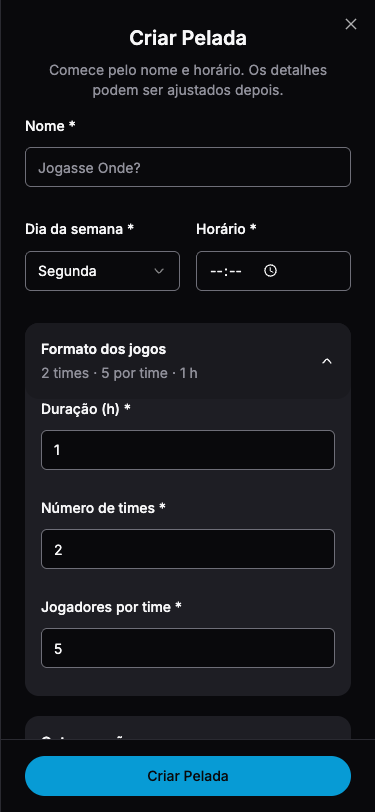 Criar Pelada
Comece pelo nome e horário. Os detalhes
podem ser ajustados depois.
Nome *
Jogasse Onde?
Dia da semana *
Horário *
Segunda
--:--
Formato dos jogos
2 times · 5 por time · 1 h
Duração (h) *
1
Número de times *
2
Jogadores por time *
5
Criar Pelada